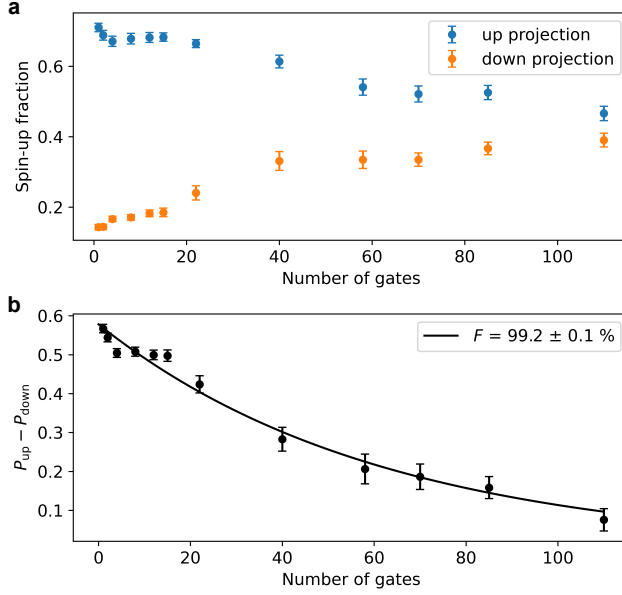 a
up projection
down projection
Spin-up fraction
0.6
0.4
0.2
0 20 40 60 80 100
Number of gates
b
F = 99.2 ± 0.1 %
P_up − P_down
0.6
0.5
0.4
0.3
0.2
0.1
0 20 40 60 80 100
Number of gates